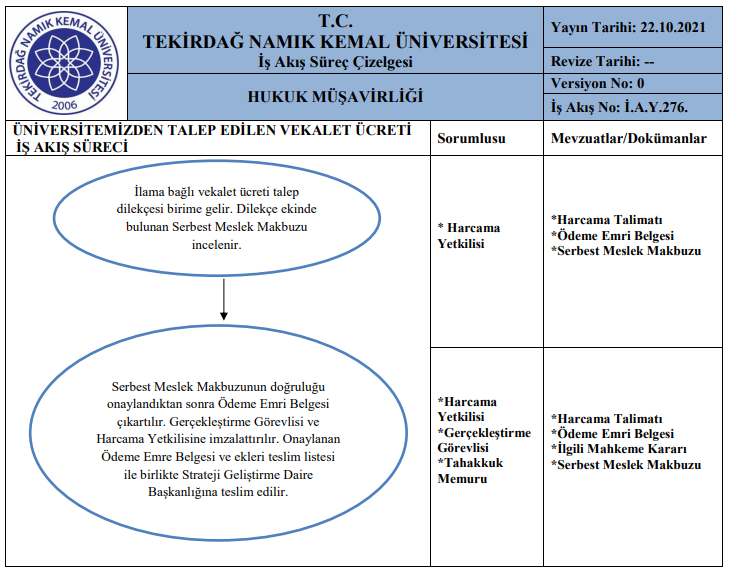 TEKİRDAĞ NAMIK KEMAL ÜNİVERSİTESİ
2006
T.C.
TEKİRDAĞ NAMIK KEMAL ÜNİVERSİTESİ
İş Akış Süreç Çizelgesi
HUKUK MÜŞAVİRLİĞİ
Yayın Tarihi: 22.10.2021
Revize Tarihi: --
Versiyon No: 0
İş Akış No: İ.A.Y.276.
ÜNİVERSİTEMİZDEN TALEP EDİLEN VEKALET ÜCRETİ
İŞ AKIŞ SÜRECİ
Sorumlusu
Mevzuatlar/Dokümanlar
İlama bağlı vekalet ücreti talep
dilekçesi birime gelir. Dilekçe ekinde
bulunan Serbest Meslek Makbuzu
incelenir.
* Harcama
Yetkilisi
*Harcama Talimatı
*Ödeme Emri Belgesi
*Serbest Meslek Makbuzu
Serbest Meslek Makbuzunun doğruluğu
onaylandıktan sonra Ödeme Emri Belgesi
çıkartılır. Gerçekleştirme Görevlisi ve
Harcama Yetkilisine imzalattırılır. Onaylanan
Ödeme Emre Belgesi ve ekleri teslim listesi
ile birlikte Strateji Geliştirme Daire
Başkanlığına teslim edilir.
*Harcama
Yetkilisi
*Gerçekleştirme
Görevlisi
*Tahakkuk
Memuru
*Harcama Talimatı
*Ödeme Emri Belgesi
*İlgili Mahkeme Kararı
*Serbest Meslek Makbuzu